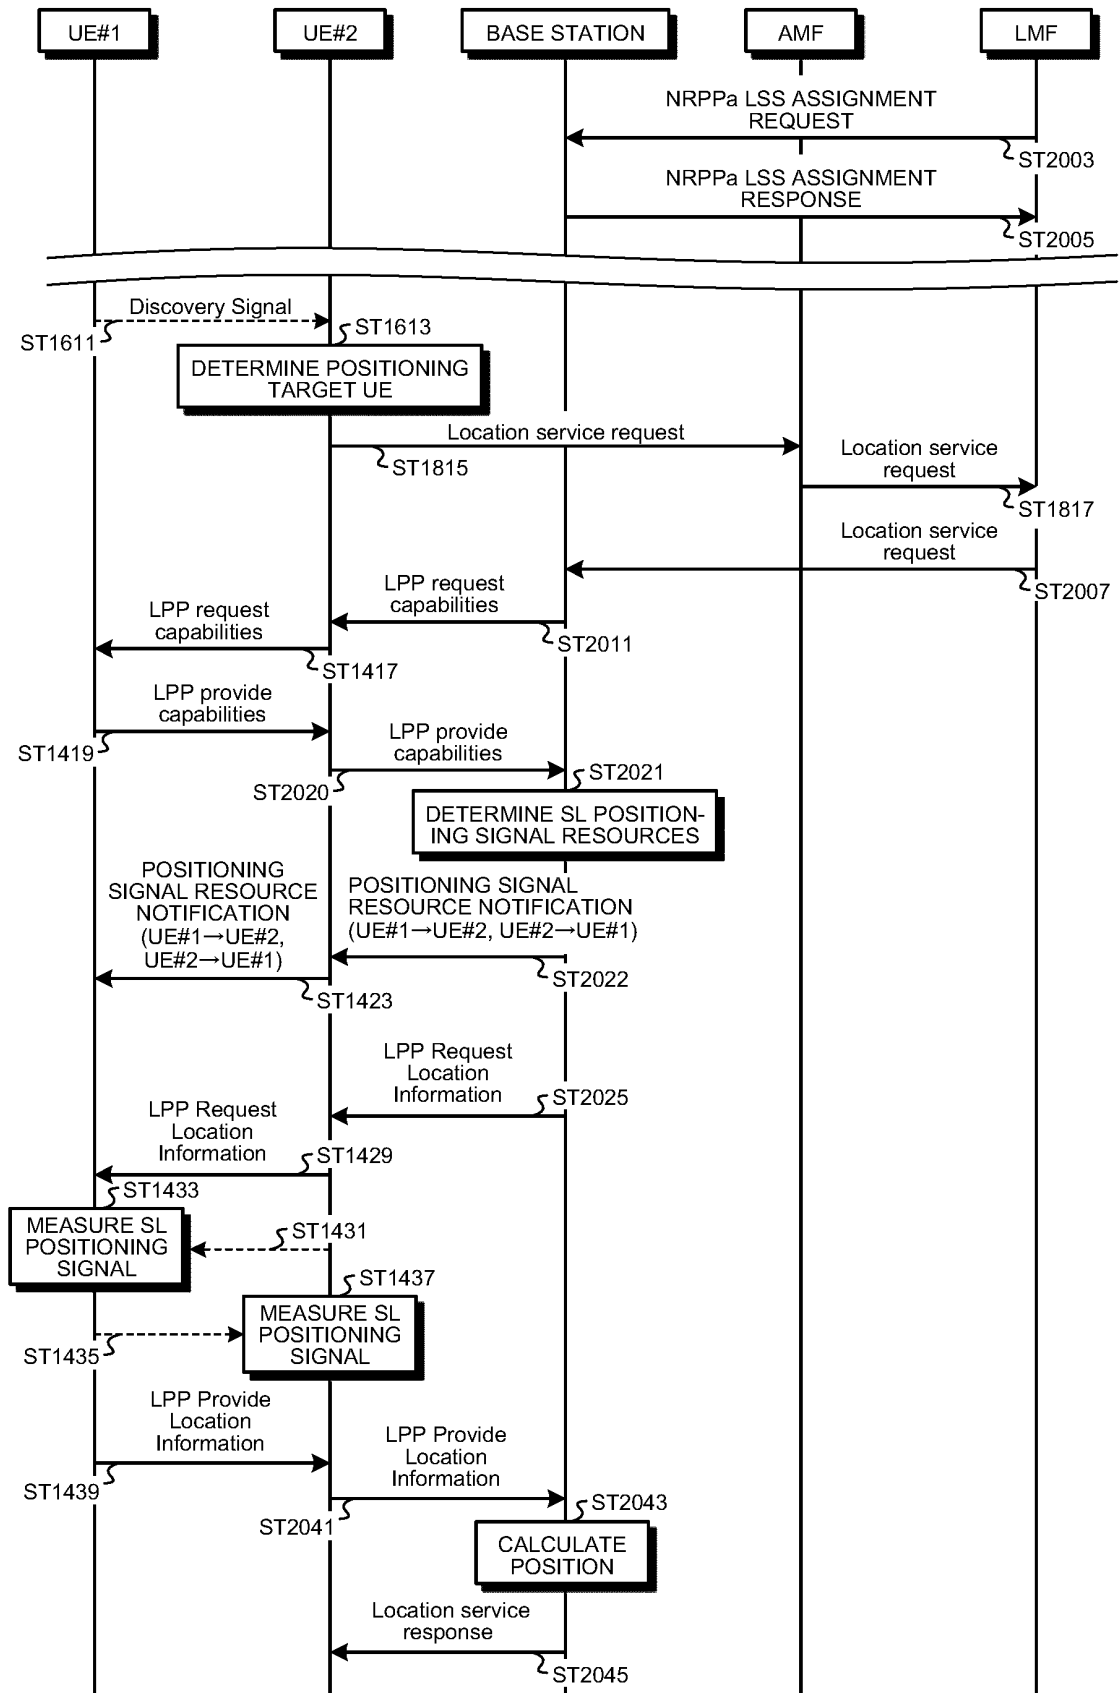 UE#1
UE#2
BASE STATION
AMF
LMF
NRPPa LSS ASSIGNMENT
REQUEST
ST2003
NRPPa LSS ASSIGNMENT
RESPONSE
ST2005
Discovery Signal
ST1611
ST1613
DETERMINE POSITIONING
TARGET UE
Location service request
ST1815
Location service
request
ST1817
Location service
request
ST2007
LPP request
capabilities
ST2011
LPP request
capabilities
ST1417
LPP provide
capabilities
ST1419
LPP provide
capabilities
ST2020
ST2021
DETERMINE SL POSITION-
ING SIGNAL RESOURCES
POSITIONING SIGNAL
RESOURCE NOTIFICATION
(UE#1→UE#2, UE#2→UE#1)
ST2022
POSITIONING
SIGNAL RESOURCE
NOTIFICATION
(UE#1→UE#2,
UE#2→UE#1)
ST1423
LPP Request
Location
Information
ST2025
LPP Request
Location
Information
ST1429
ST1433
MEASURE SL
POSITIONING
SIGNAL
ST1431
ST1437
MEASURE SL
POSITIONING
SIGNAL
ST1435
LPP Provide
Location
Information
ST1439
LPP Provide
Location
Information
ST2041
ST2043
CALCULATE
POSITION
Location service
response
ST2045